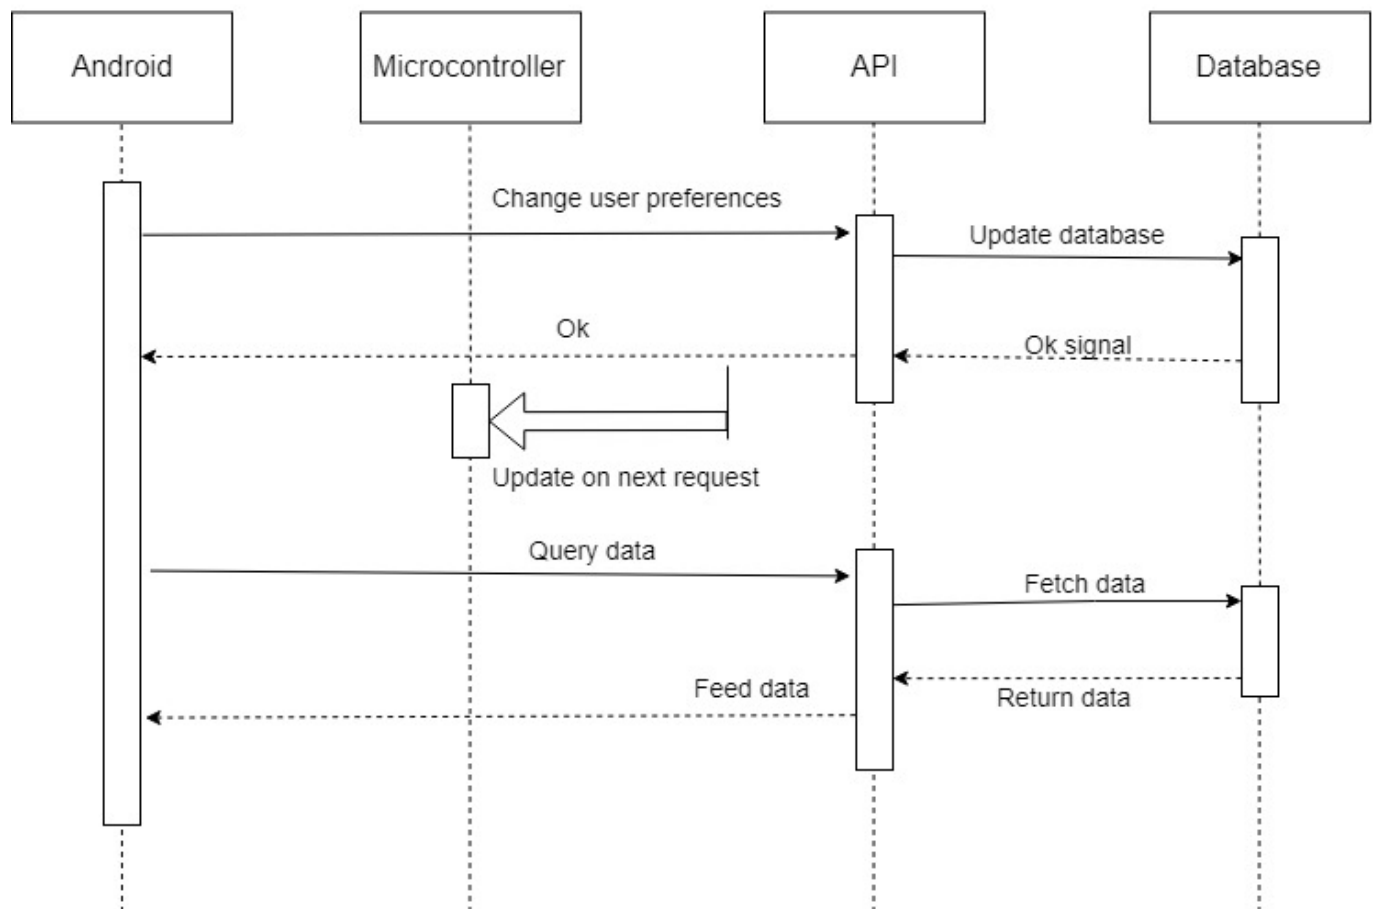 Android
Microcontroller
API
Database
Change user preferences
Update database
Ok
Ok signal
Update on next request
Query data
Fetch data
Feed data
Return data